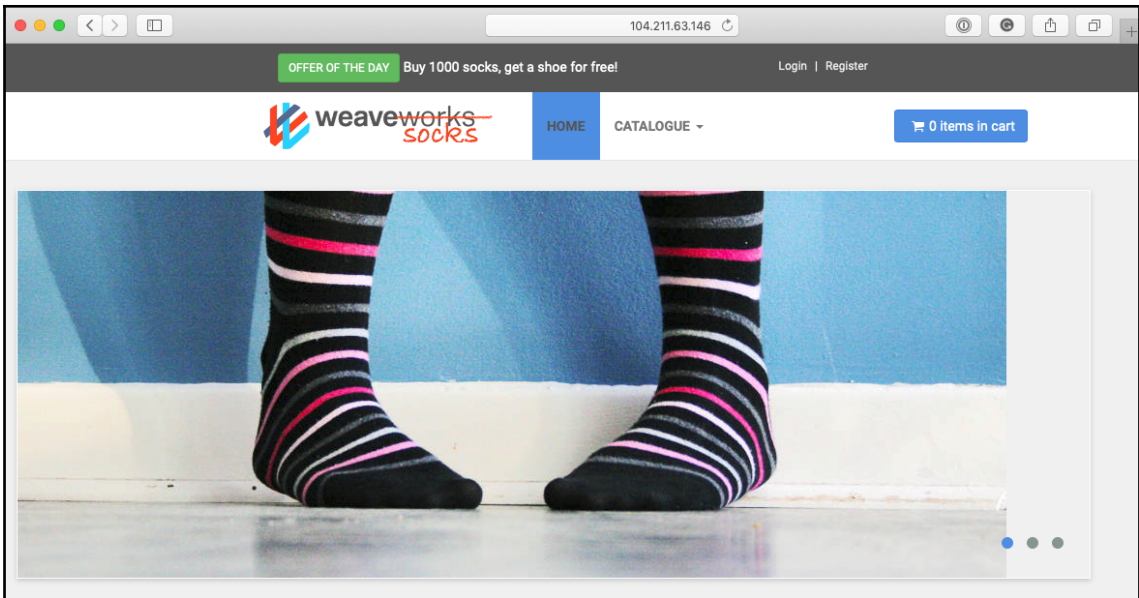 104.211.63.146
OFFER OF THE DAY Buy 1000 socks, get a shoe for free! Login | Register
weaveworks
socks
HOME CATALOGUE 0 items in cart